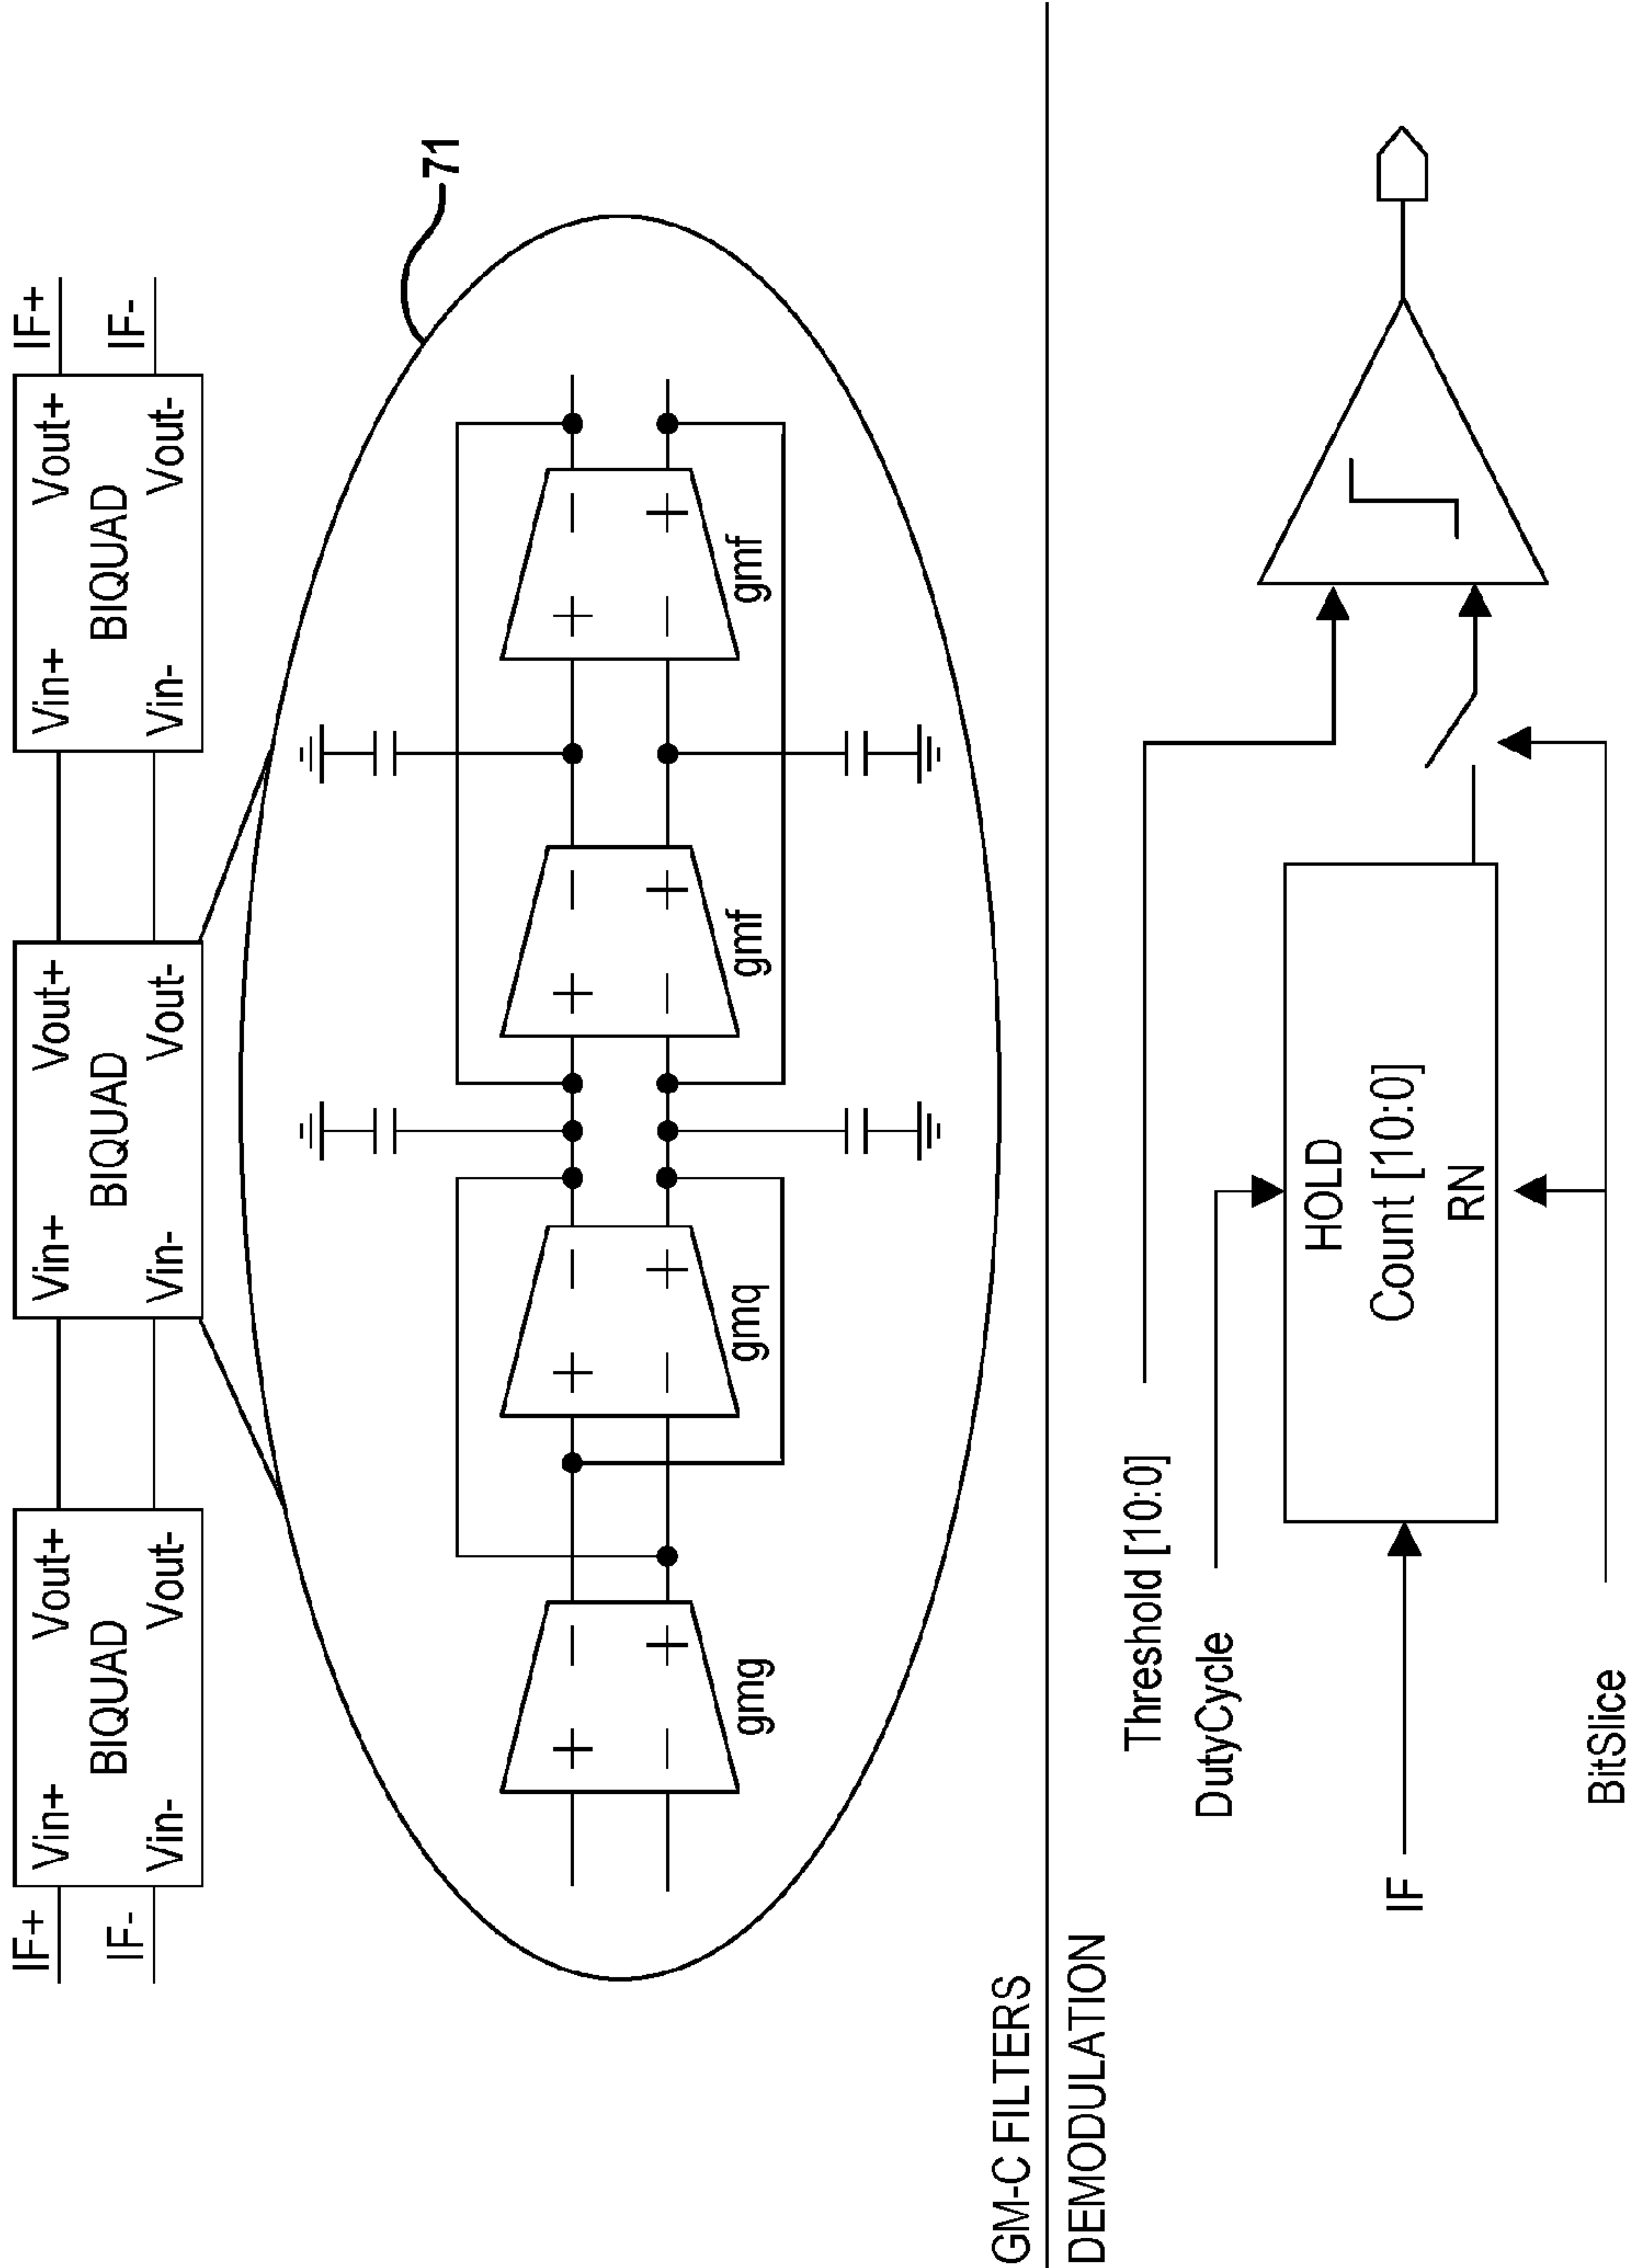 IF+
IF-
Vin+
Vout+
BIQUAD
Vin-
Vout-
Vin+
Vout+
BIQUAD
Vin-
Vout-
Vin+
Vout+
BIQUAD
Vin-
Vout-
IF+
IF-
71
+ −
− +
gmg
+ −
− +
gmq
+ −
− +
gmf
+ −
− +
gmf
GM-C FILTERS
DEMODULATION
Threshold [10:0]
DutyCycle
HOLD
Count [10:0]
RN
IF
BitSlice